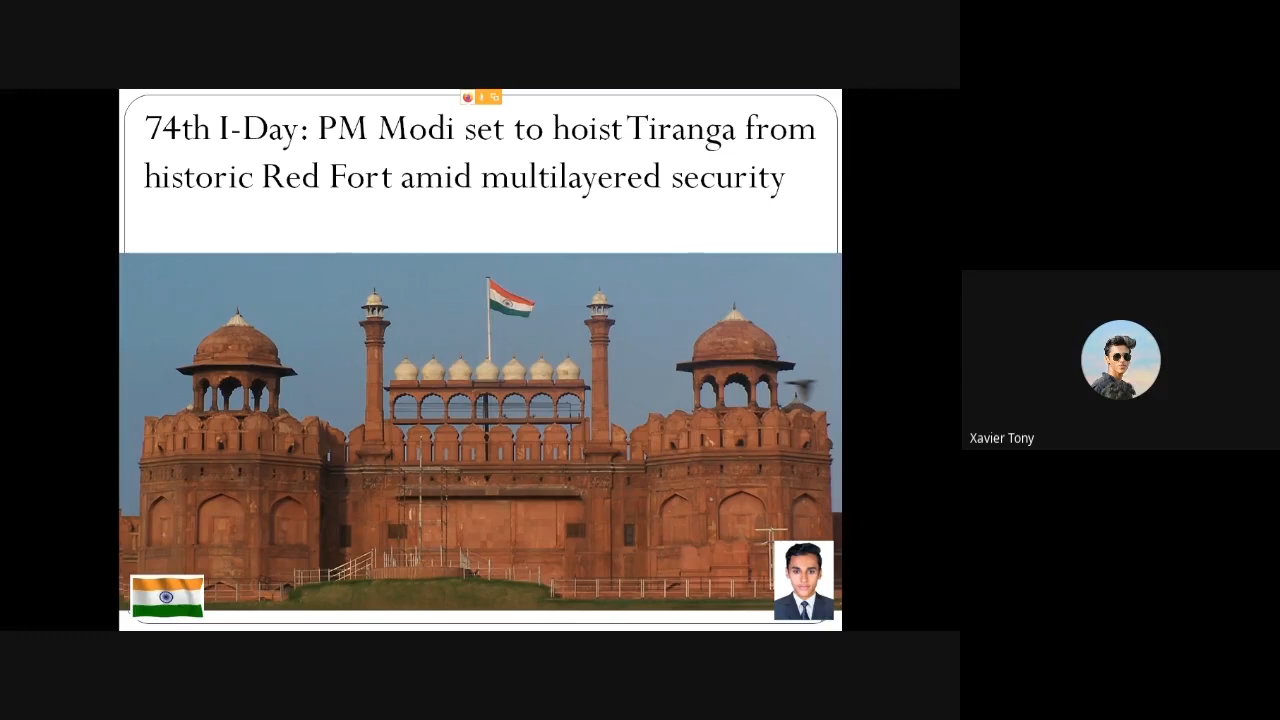 74th I-Day: PM Modi set to hoist Tiranga from
historic Red Fort amid multilayered security
Xavier Tony